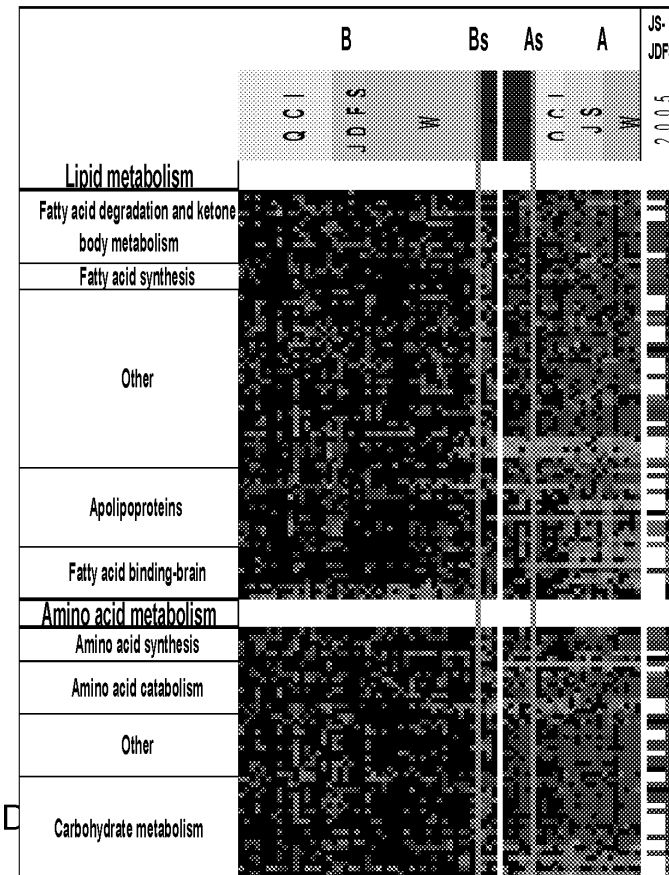 B Bs As A JS-
JDF
Q C I
J D F S
W
Q C I
J S
W
2 0 0 5
Lipid metabolism
Fatty acid degradation and ketone
body metabolism
Fatty acid synthesis
Other
Apolipoproteins
Fatty acid binding-brain
Amino acid metabolism
Amino acid synthesis
Amino acid catabolism
Other
D
Carbohydrate metabolism